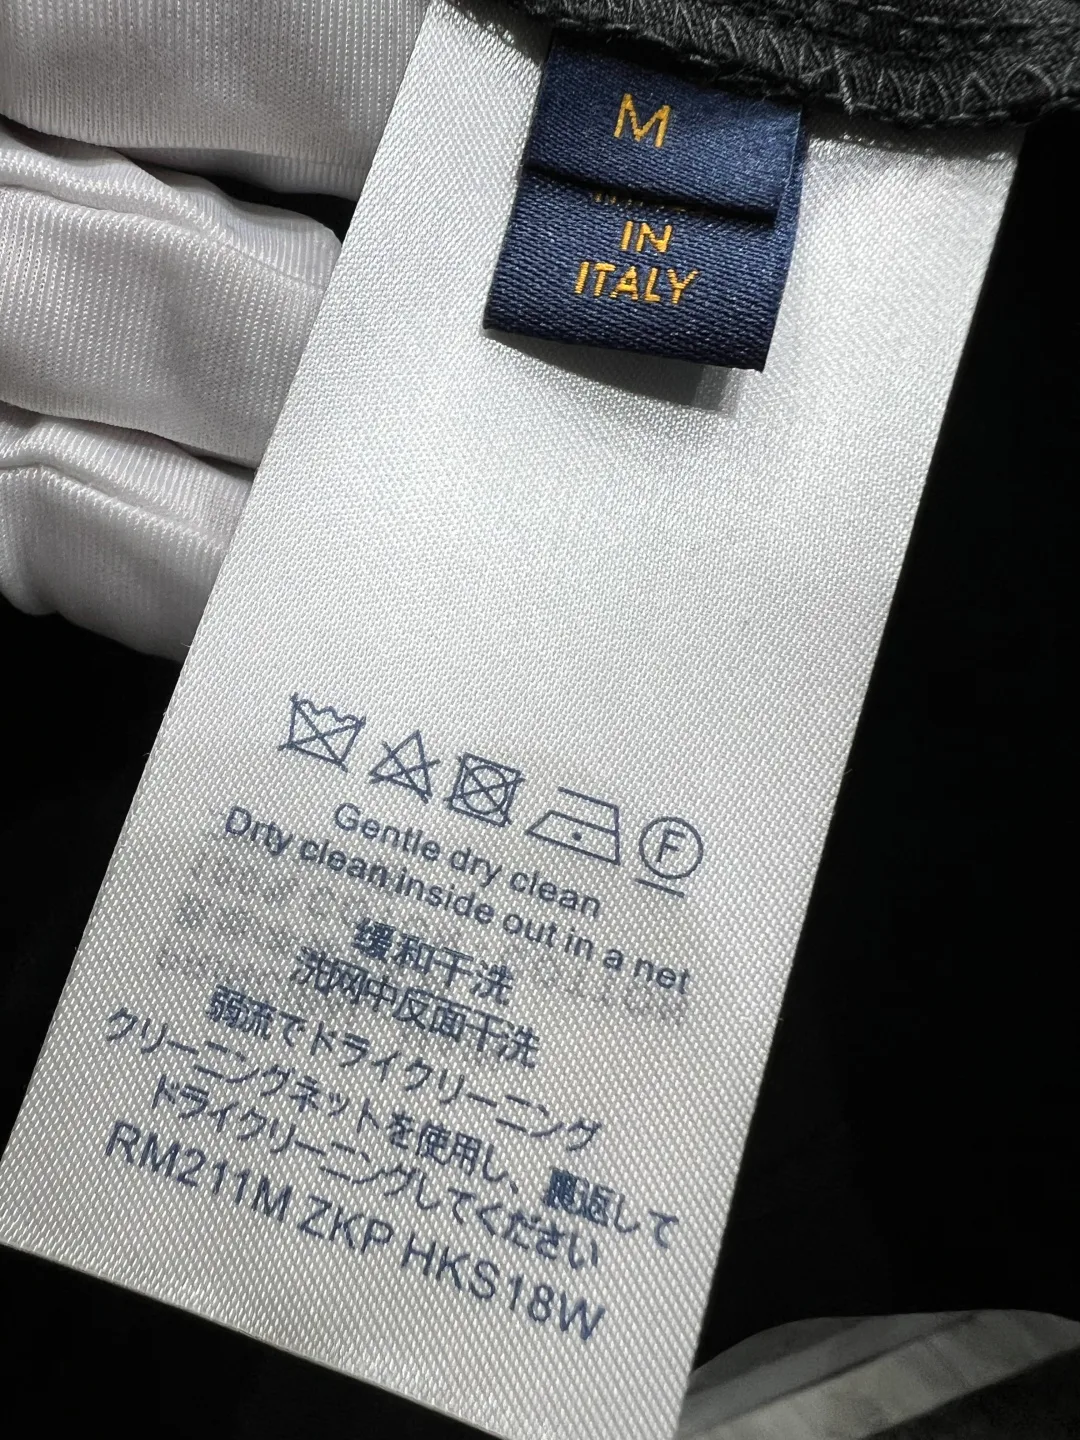 M
IN
ITALY
F
Gentle dry clean
Drty clean inside out in a net
缓和干洗
洗网中反面干洗
弱流でドライクリーニング
クリーニングネットを使用し、裏返して
ドライクリーニングしてください
RM211M ZKP HKS18W